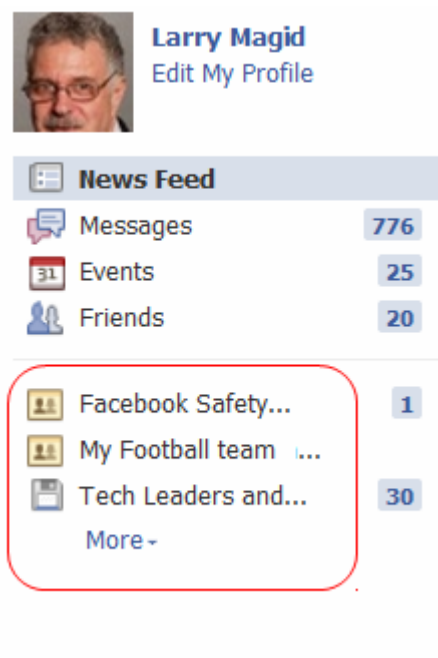 Larry Magid
Edit My Profile
News Feed
Messages 776
31 Events 25
Friends 20
Facebook Safety... 1
My Football team ...
Tech Leaders and... 30
More